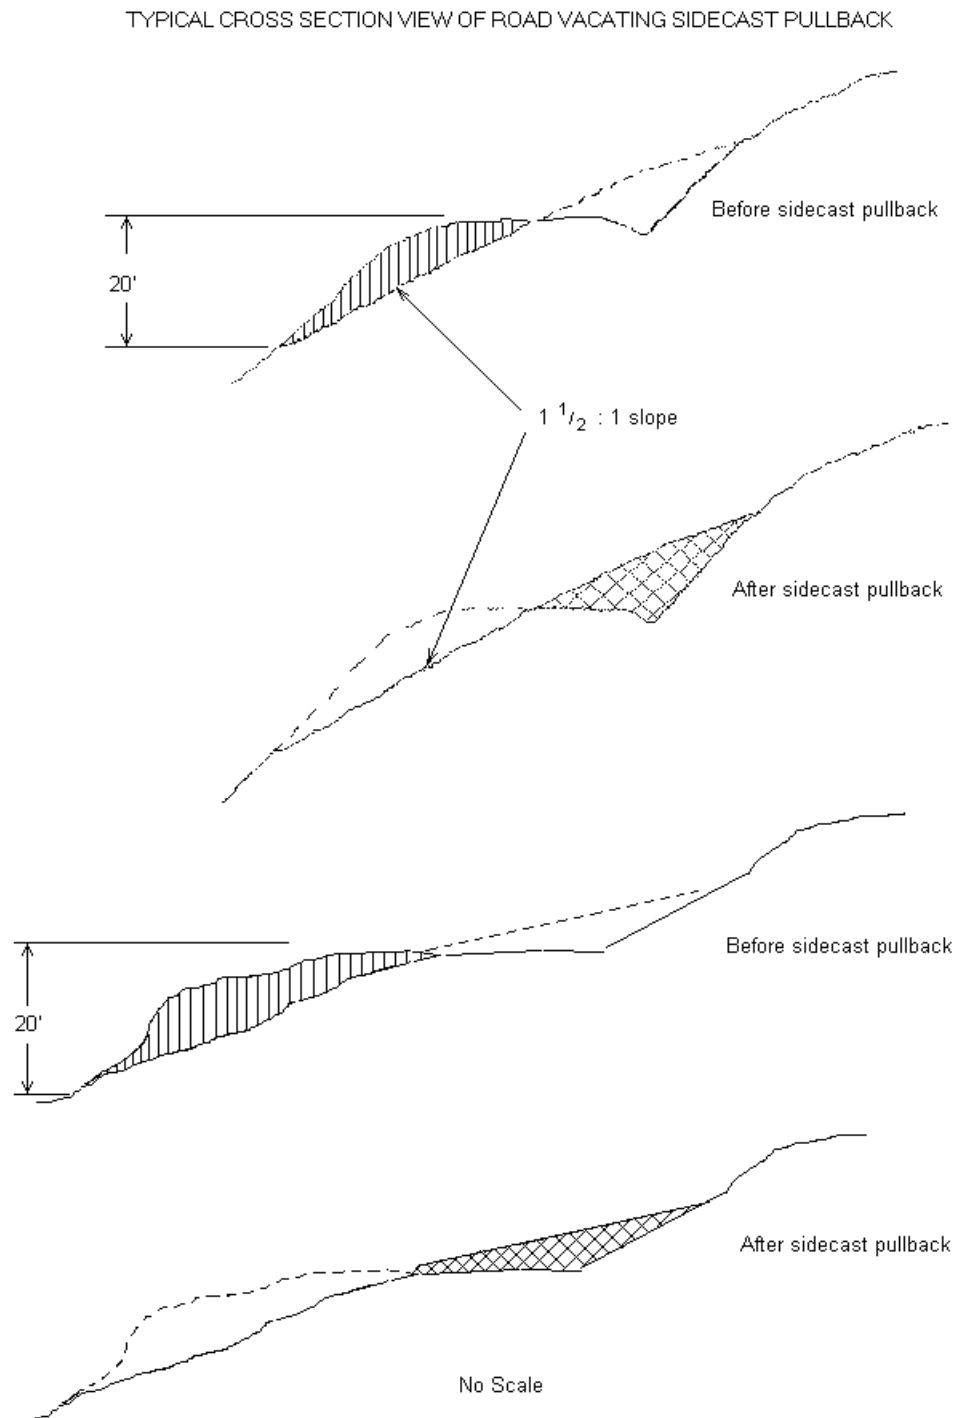 TYPICAL CROSS SECTION VIEW OF ROAD VACATING SIDECAST PULLBACK
Before sidecast pullback
20'
1 1/2 : 1 slope
After sidecast pullback
Before sidecast pullback
20'
After sidecast pullback
No Scale